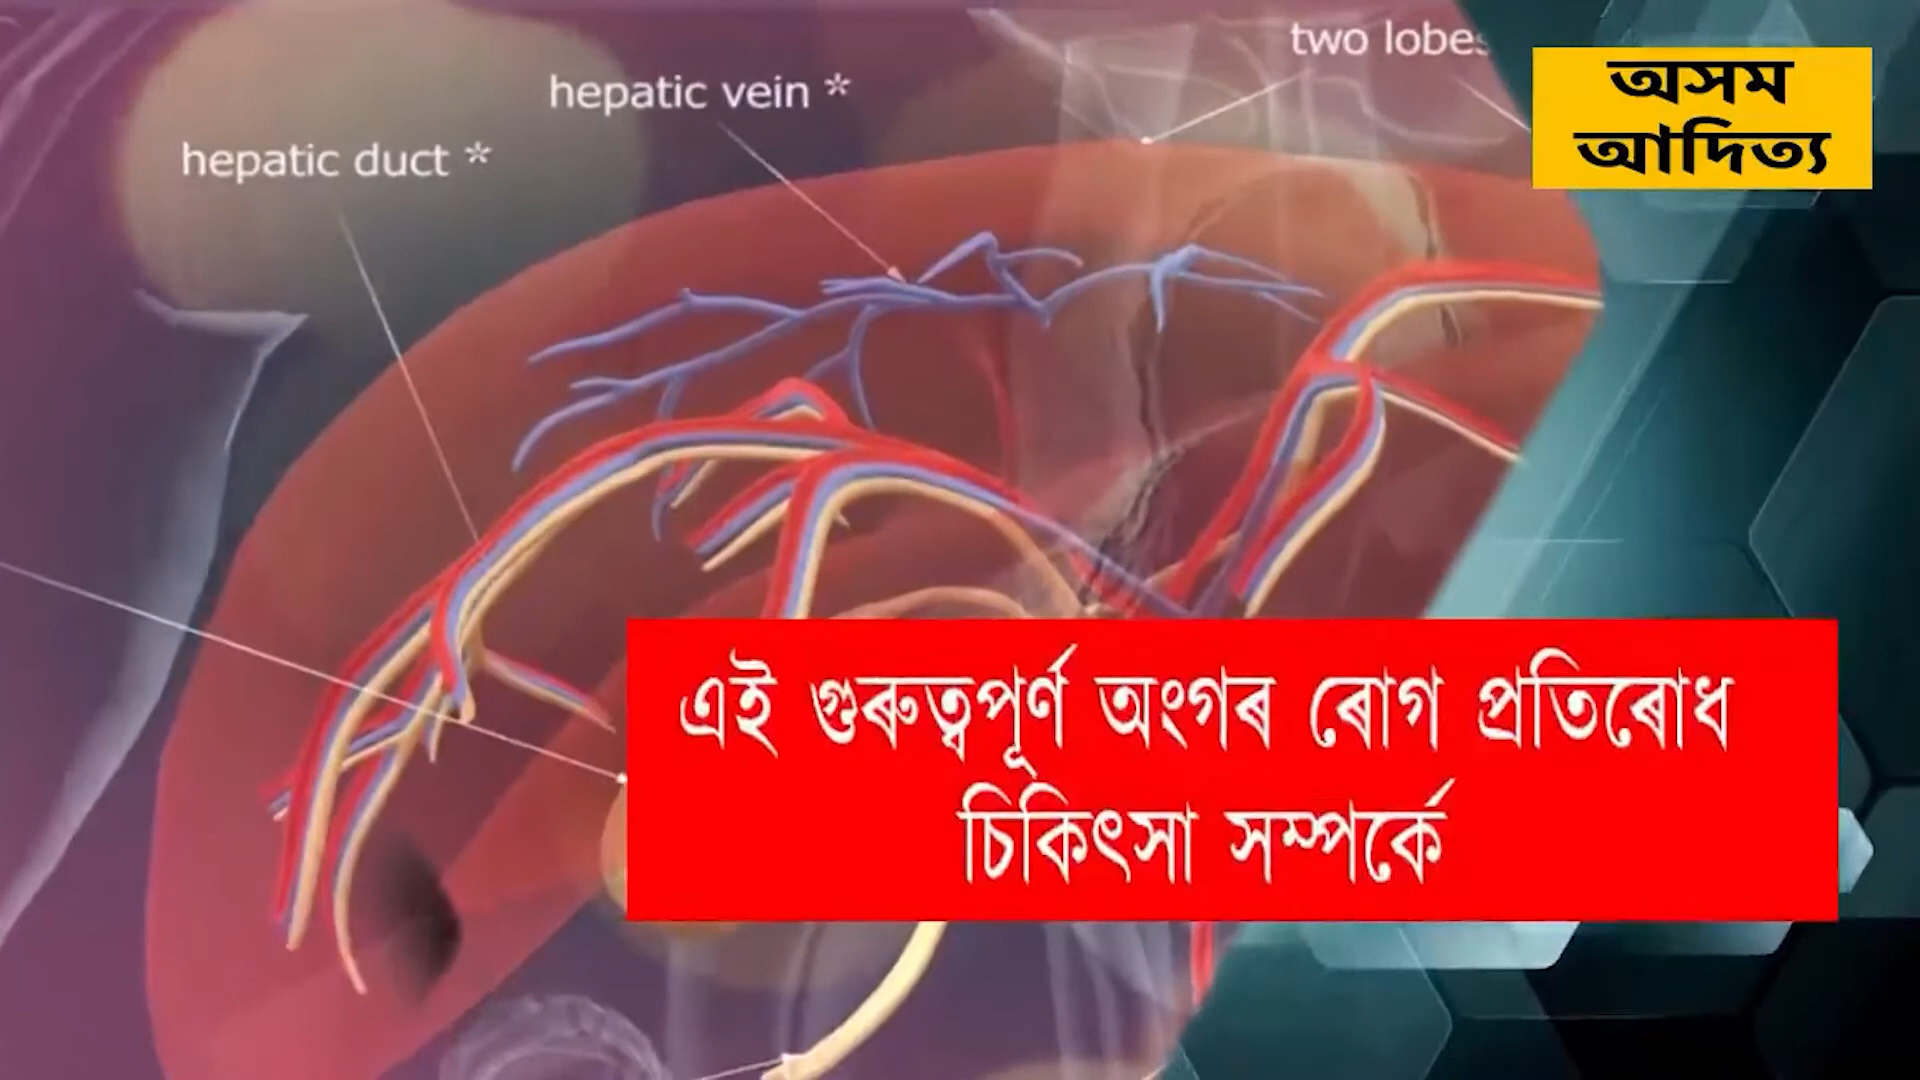 two lobes
hepatic vein *
hepatic duct *
অসম
আদিত্য
এই গুৰুত্বপূৰ্ণ অংগৰ ৰোগ প্ৰতিৰোধ
চিকিৎসা সম্পৰ্কে